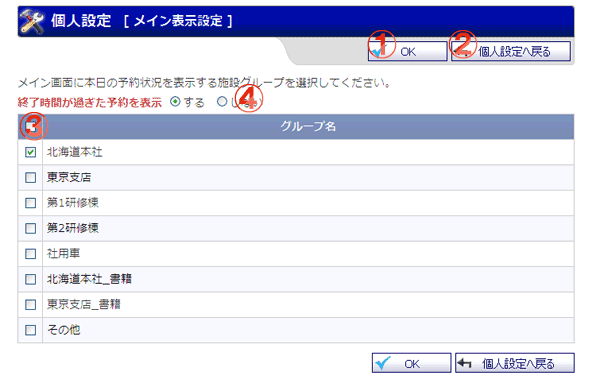 個人設定 [ メイン表示設定 ]
① OK ② 個人設定へ戻る
メイン画面に本日の予約状況を表示する施設グループを選択してください。
終了時間が過ぎた予約を表示 する ④
③ グループ名
北海道本社
東京支店
第1研修棟
第2研修棟
社用車
北海道本社_書籍
東京支店_書籍
その他
OK 個人設定へ戻る